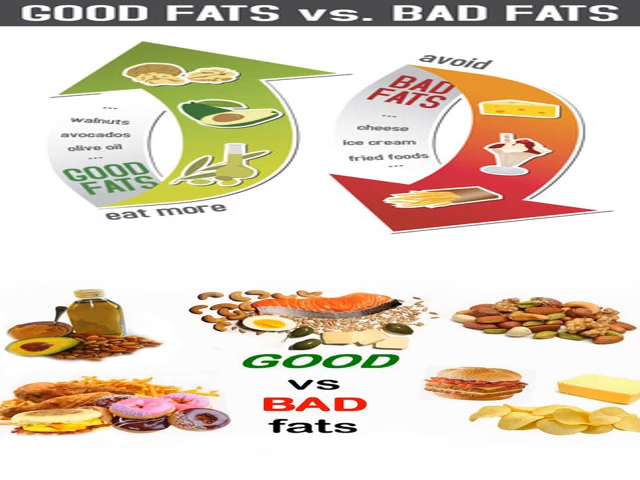 GOOD FATS vs. BAD FATS
...
walnuts
avocados
olive oil
...
GOOD
FATS
eat more
avoid
BAD
FATS
...
cheese
ice cream
fried foods
...
GOOD
vs
BAD
fats